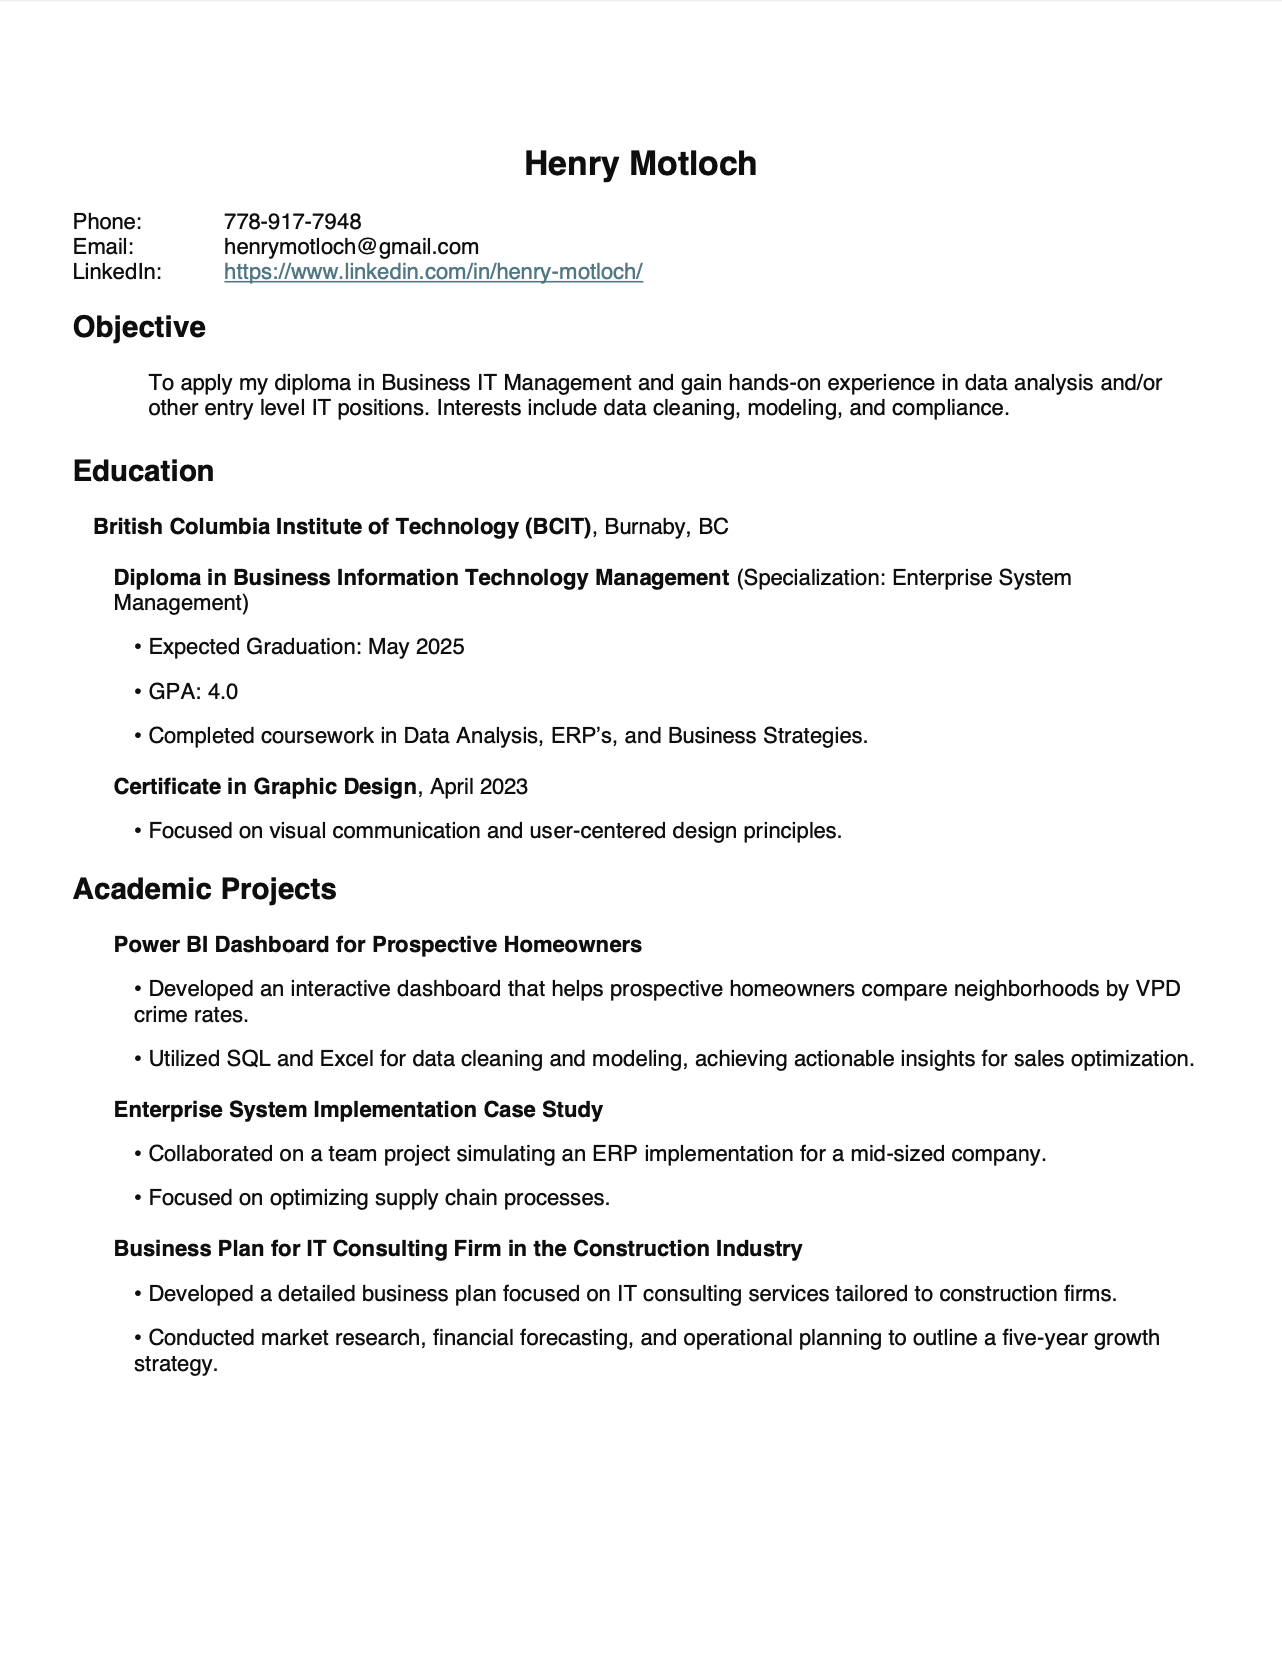 Henry Motloch
Phone: 778-917-7948
Email: henrymotloch@gmail.com
LinkedIn: https://www.linkedin.com/in/henry-motloch/
Objective
To apply my diploma in Business IT Management and gain hands-on experience in data analysis and/or
other entry level IT positions. Interests include data cleaning, modeling, and compliance.
Education
British Columbia Institute of Technology (BCIT), Burnaby, BC
Diploma in Business Information Technology Management (Specialization: Enterprise System
Management)
• Expected Graduation: May 2025
• GPA: 4.0
• Completed coursework in Data Analysis, ERP’s, and Business Strategies.
Certificate in Graphic Design, April 2023
• Focused on visual communication and user-centered design principles.
Academic Projects
Power BI Dashboard for Prospective Homeowners
• Developed an interactive dashboard that helps prospective homeowners compare neighborhoods by VPD
crime rates.
• Utilized SQL and Excel for data cleaning and modeling, achieving actionable insights for sales optimization.
Enterprise System Implementation Case Study
• Collaborated on a team project simulating an ERP implementation for a mid-sized company.
• Focused on optimizing supply chain processes.
Business Plan for IT Consulting Firm in the Construction Industry
• Developed a detailed business plan focused on IT consulting services tailored to construction firms.
• Conducted market research, financial forecasting, and operational planning to outline a five-year growth
strategy.